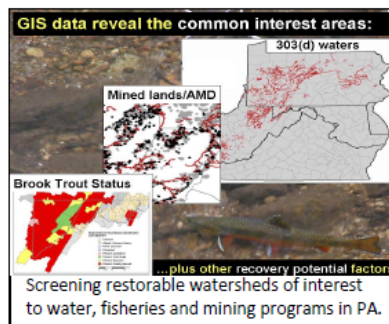 GIS data reveal the common interest areas:
303(d) waters
Mined lands/AMD
Brook Trout Status
...plus other recovery potential factors
Screening restorable watersheds of interest
to water, fisheries and mining programs in PA.